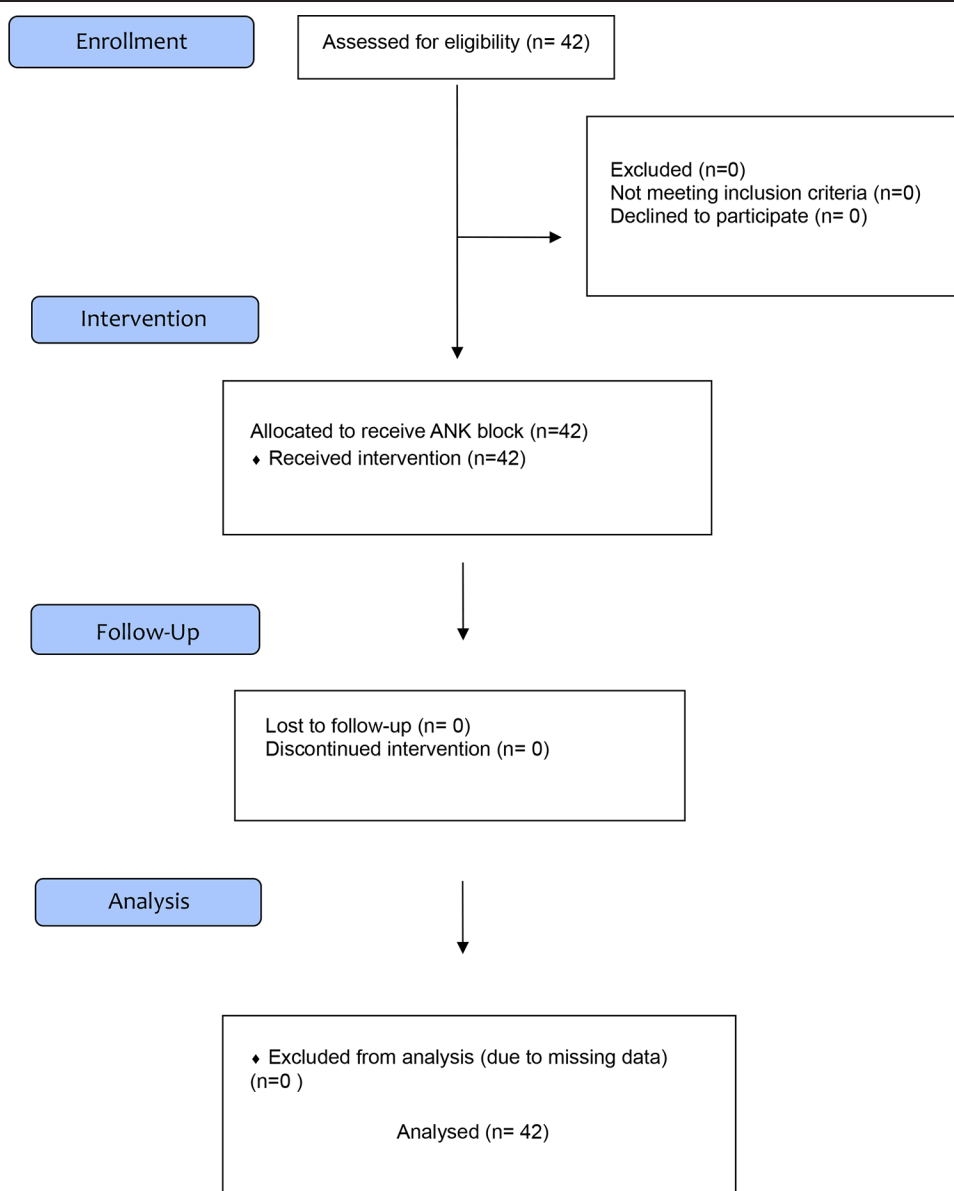 Enrollment
Assessed for eligibility (n= 42)
Excluded (n=0)
Not meeting inclusion criteria (n=0)
Declined to participate (n= 0)
Intervention
Allocated to receive ANK block (n=42)
♦ Received intervention (n=42)
Follow-Up
Lost to follow-up (n= 0)
Discontinued intervention (n= 0)
Analysis
♦ Excluded from analysis (due to missing data)
(n=0 )
Analysed (n= 42)